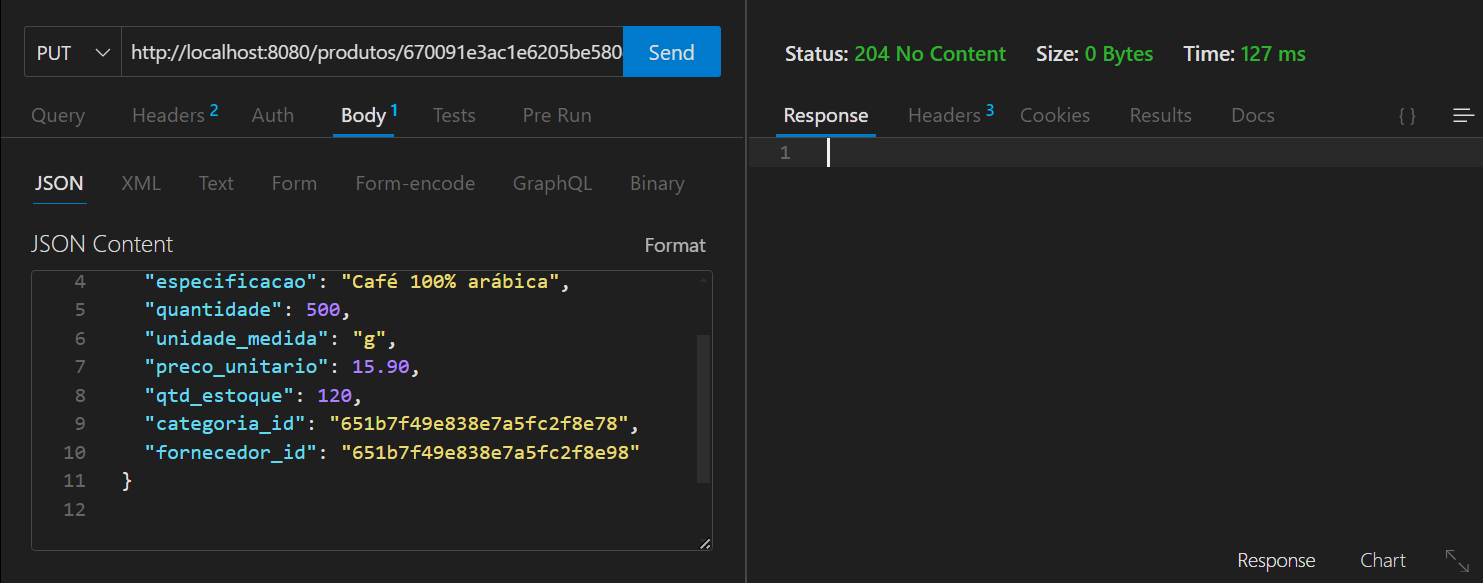 PUT http://localhost:8080/produtos/670091e3ac1e6205be580 Send
Query Headers 2 Auth Body 1 Tests Pre Run
JSON XML Text Form Form-encode GraphQL Binary
JSON Content Format
4 "especificacao": "Café 100% arábica",
5 "quantidade": 500,
6 "unidade_medida": "g",
7 "preco_unitario": 15.90,
8 "qtd_estoque": 120,
9 "categoria_id": "651b7f49e838e7a5fc2f8e78",
10 "fornecedor_id": "651b7f49e838e7a5fc2f8e98"
11 }
12
Status: 204 No Content Size: 0 Bytes Time: 127 ms
Response Headers 3 Cookies Results Docs { }
1
Response Chart